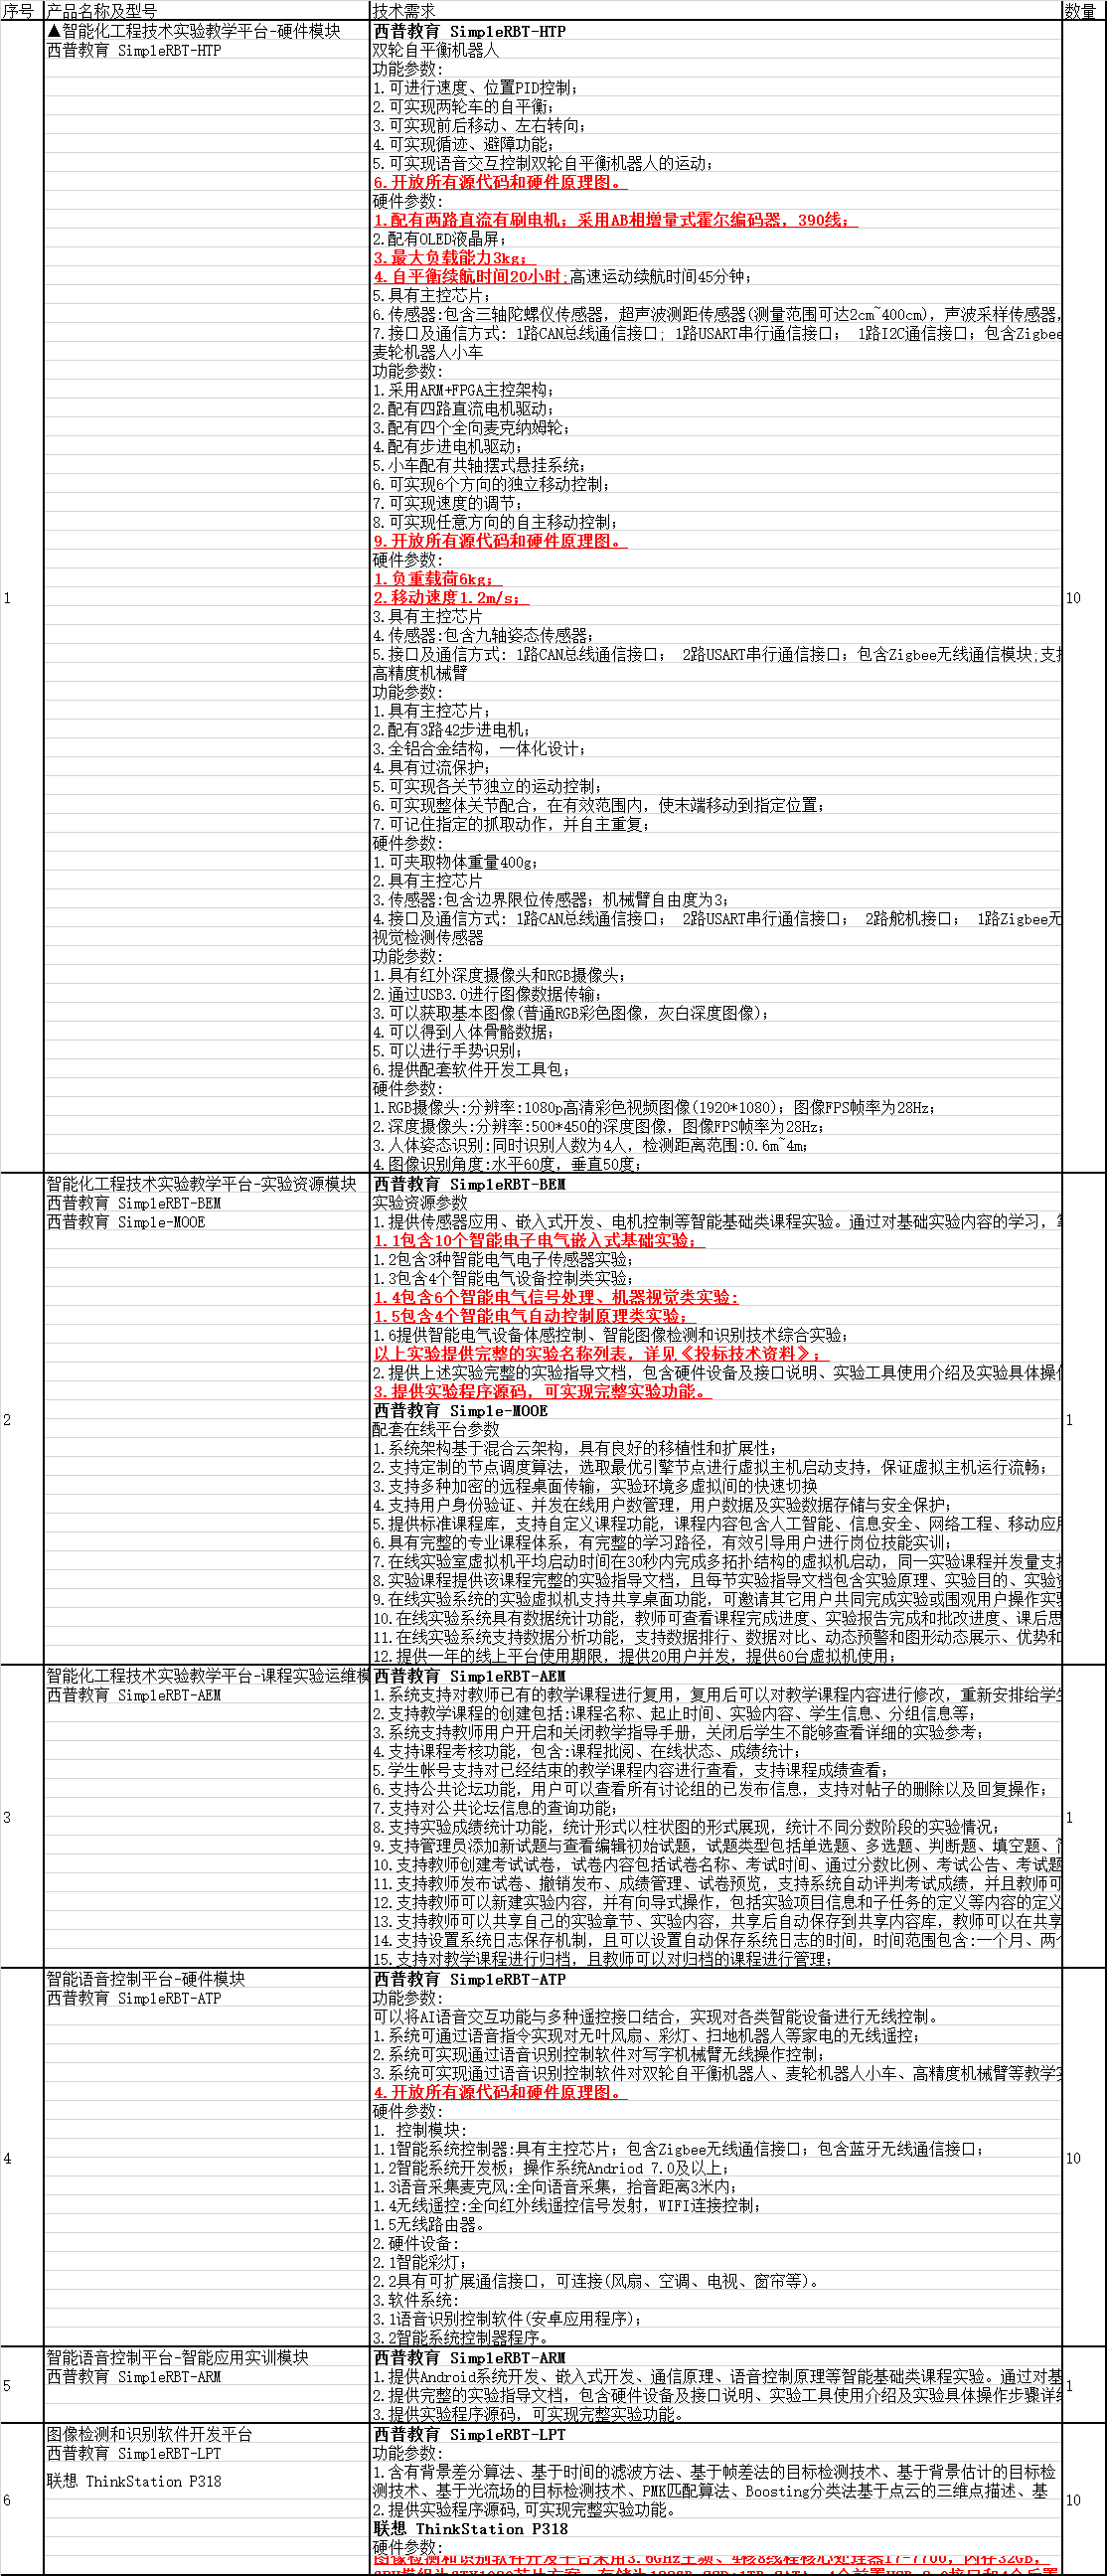 序号 产品名称及型号 技术需求 数量
▲智能化工程技术实验教学平台-硬件模块 西普教育 SimpleRBT-HTP
西普教育 SimpleRBT-HTP 双轮自平衡机器人
功能参数:
1.可进行速度、位置PID控制;
2.可实现两轮车的自平衡;
3.可实现前后移动、左右转向;
4.可实现循迹、避障功能;
5.可实现语音交互控制双轮自平衡机器人的运动;
6.开放所有源代码和硬件原理图。
硬件参数:
1.配有两路直流有刷电机; 采用AB相增量式霍尔编码器, 390线;
2.配有OLED液晶屏;
3.最大负载能力3kg;
4.自平衡续航时间20小时;高速运动续航时间45分钟;
5.具有主控芯片;
6.传感器:包含三轴陀螺仪传感器, 超声波测距传感器(测量范围可达2cm~400cm), 声波采样传感器,
7.接口及通信方式: 1路CAN总线通信接口; 1路USART串行通信接口; 1路I2C通信接口; 包含Zigbee
麦轮机器人小车
功能参数:
1.采用ARM+FPGA主控架构;
2.配有四路直流电机驱动;
3.配有四个全向麦克纳姆轮;
4.配有步进电机驱动;
5.小车配有共轴摆式悬挂系统;
6.可实现6个方向的独立移动控制;
7.可实现速度的调节;
8.可实现任意方向的自主移动控制;
9.开放所有源代码和硬件原理图。
硬件参数:
1.负重载荷6kg;
1 2.移动速度1.2m/s; 10
3.具有主控芯片
4.传感器:包含九轴姿态传感器;
5.接口及通信方式: 1路CAN总线通信接口; 2路USART串行通信接口; 包含Zigbee无线通信模块;支
高精度机械臂
功能参数:
1.具有主控芯片;
2.配有3路42步进电机;
3.全铝合金结构, 一体化设计;
4.具有过流保护;
5.可实现各关节独立的运动控制;
6.可实现整体关节配合, 在有效范围内, 使末端移动到指定位置;
7.可记住指定的抓取动作, 并自主重复;
硬件参数:
1.可夹取物体重量400g;
2.具有主控芯片
3.传感器:包含边界限位传感器; 机械臂自由度为3;
4.接口及通信方式: 1路CAN总线通信接口; 2路USART串行通信接口; 2路舵机接口; 1路Zigbee无
视觉检测传感器
功能参数:
1.具有红外深度摄像头和RGB摄像头;
2.通过USB3.0进行图像数据传输;
3.可以获取基本图像(普通RGB彩色图像, 灰白深度图像);
4.可以得到人体骨骼数据;
5.可以进行手势识别;
6.提供配套软件开发工具包;
硬件参数:
1.RGB摄像头:分辨率:1080p高清彩色视频图像(1920*1080); 图像FPS帧率为28Hz;
2.深度摄像头:分辨率:500*450的深度图像, 图像FPS帧率为28Hz;
3.人体姿态识别:同时识别人数为4人, 检测距离范围:0.6m~4m;
4.图像识别角度:水平60度, 垂直50度;
智能化工程技术实验教学平台-实验资源模块 西普教育 SimpleRBT-BEM
西普教育 SimpleRBT-BEM 实验资源参数
西普教育 Simple-MOOE 1.提供传感器应用、嵌入式开发、电机控制等智能基础类课程实验。通过对基础实验内容的学习,
1.1包含10个智能电子电气嵌入式基础实验;
1.2包含3种智能电气电子传感器实验;
1.3包含4个智能电气设备控制类实验;
1.4包含6个智能电气信号处理、机器视觉类实验:
1.5包含4个智能电气自动控制原理类实验;
1.6提供智能电气设备体感控制、智能图像检测和识别技术综合实验;
以上实验提供完整的实验名称列表, 详见《投标技术资料》;
2.提供上述实验完整的实验指导文档, 包含硬件设备及接口说明、实验工具使用介绍及实验具体操
3.提供实验程序源码, 可实现完整实验功能。
西普教育 Simple-MOOE
2 1
配套在线平台参数
1.系统架构基于混合云架构, 具有良好的移植性和扩展性;
2.支持定制的节点调度算法, 选取最优引擎节点进行虚拟主机启动支持, 保证虚拟主机运行流畅;
3.支持多种加密的远程桌面传输, 实验环境多虚拟间的快速切换
4.支持用户身份验证、并发在线用户数管理, 用户数据及实验数据存储与安全保护;
5.提供标准课程库, 支持自定义课程功能, 课程内容包含人工智能、信息安全、网络工程、移动应
6.具有完整的专业课程体系, 有完整的学习路径, 有效引导用户进行岗位技能实训;
7.在线实验室虚拟机平均启动时间在30秒内完成多拓扑结构的虚拟机启动, 同一实验课程并发量支
8.实验课程提供该课程完整的实验指导文档, 且每节实验指导文档包含实验原理、实验目的、实验
9.在线实验系统的实验虚拟机支持共享桌面功能, 可邀请其它用户共同完成实验或围观用户操作实
10.在线实验系统具有数据统计功能, 教师可查看课程完成进度、实验报告完成和批改进度、课后思
11.在线实验系统支持数据分析功能, 支持数据排行、数据对比、动态预警和图形动态展示、优势和
12.提供一年的线上平台使用期限, 提供20用户并发, 提供60台虚拟机使用;
智能化工程技术实验教学平台-课程实验运维模 西普教育 SimpleRBT-AEM
西普教育 SimpleRBT-AEM 1.系统支持对教师已有的教学课程进行复用, 复用后可以对教学课程内容进行修改, 重新安排给学
2.支持教学课程的创建包括:课程名称、起止时间、实验内容、学生信息、分组信息等;
3.系统支持教师用户开启和关闭教学指导手册, 关闭后学生不能够查看详细的实验参考;
4.支持课程考核功能, 包含:课程批阅、在线状态、成绩统计;
5.学生帐号支持对已经结束的教学课程内容进行查看, 支持课程成绩查看;
6.支持公共论坛功能, 用户可以查看所有讨论组的已发布信息, 支持对帖子的删除以及回复操作;
7.支持对公共论坛信息的查询功能;
3 1
8.支持实验成绩统计功能, 统计形式以柱状图的形式展现, 统计不同分数阶段的实验情况;
9.支持管理员添加新试题与查看编辑初始试题, 试题类型包括单选题、多选题、判断题、填空题、
10.支持教师创建考试试卷, 试卷内容包括试卷名称、考试时间、通过分数比例、考试公告、考试题
11.支持教师发布试卷、撤销发布、成绩管理、试卷预览, 支持系统自动评判考试成绩, 并且教师可
12.支持教师可以新建实验内容, 并有向导式操作, 包括实验项目信息和子任务的定义等内容的定义
13.支持教师可以共享自己的实验章节、实验内容, 共享后自动保存到共享内容库, 教师可以在共享
14.支持设置系统日志保存机制, 且可以设置自动保存系统日志的时间, 时间范围包含:一个月、两
15.支持对教学课程进行归档, 且教师可以对归档的课程进行管理;
智能语音控制平台-硬件模块 西普教育 SimpleRBT-ATP
西普教育 SimpleRBT-ATP 功能参数:
可以将AI语音交互功能与多种遥控接口结合, 实现对各类智能设备进行无线控制。
1.系统可通过语音指令实现对无叶风扇、彩灯、扫地机器人等家电的无线遥控;
2.系统可实现通过语音识别控制软件对写字机械臂无线操作控制;
3.系统可实现通过语音识别控制软件对双轮自平衡机器人、麦轮机器人小车、高精度机械臂等教学
4.开放所有源代码和硬件原理图。
硬件参数:
1. 控制模块:
1.1智能系统控制器:具有主控芯片; 包含Zigbee无线通信接口; 包含蓝牙无线通信接口;
4 10
1.2智能系统开发板; 操作系统Andriod 7.0及以上;
1.3语音采集麦克风:全向语音采集, 拾音距离3米内;
1.4无线遥控:全向红外线遥控信号发射, WIFI连接控制;
1.5无线路由器。
2.硬件设备:
2.1智能彩灯;
2.2具有可扩展通信接口, 可连接(风扇、空调、电视、窗帘等)。
3.软件系统:
3.1语音识别控制软件(安卓应用程序);
3.2智能系统控制器程序。
智能语音控制平台-智能应用实训模块 西普教育 SimpleRBT-ARM
西普教育 SimpleRBT-ARM 1.提供Android系统开发、嵌入式开发、通信原理、语音控制原理等智能基础类课程实验。通过对基
5 1
2.提供完整的实验指导文档, 包含硬件设备及接口说明、实验工具使用介绍及实验具体操作步骤详
3.提供实验程序源码, 可实现完整实验功能。
图像检测和识别软件开发平台 西普教育 SimpleRBT-LPT
西普教育 SimpleRBT-LPT 功能参数:
联想 ThinkStation P318 1.含有背景差分算法、基于时间的滤波方法、基于帧差法的目标检测技术、基于背景估计的目标检
测技术、基于光流场的目标检测技术、PMK匹配算法、Boosting分类法基于点云的三维点描述、基
6 10
2.提供实验程序源码,可实现完整实验功能。
联想 ThinkStation P318
硬件参数:
图像检测和识别软件开发平台采用3.6GHz主频、4核8线程核心处理器i7-7700, 内存32GB,